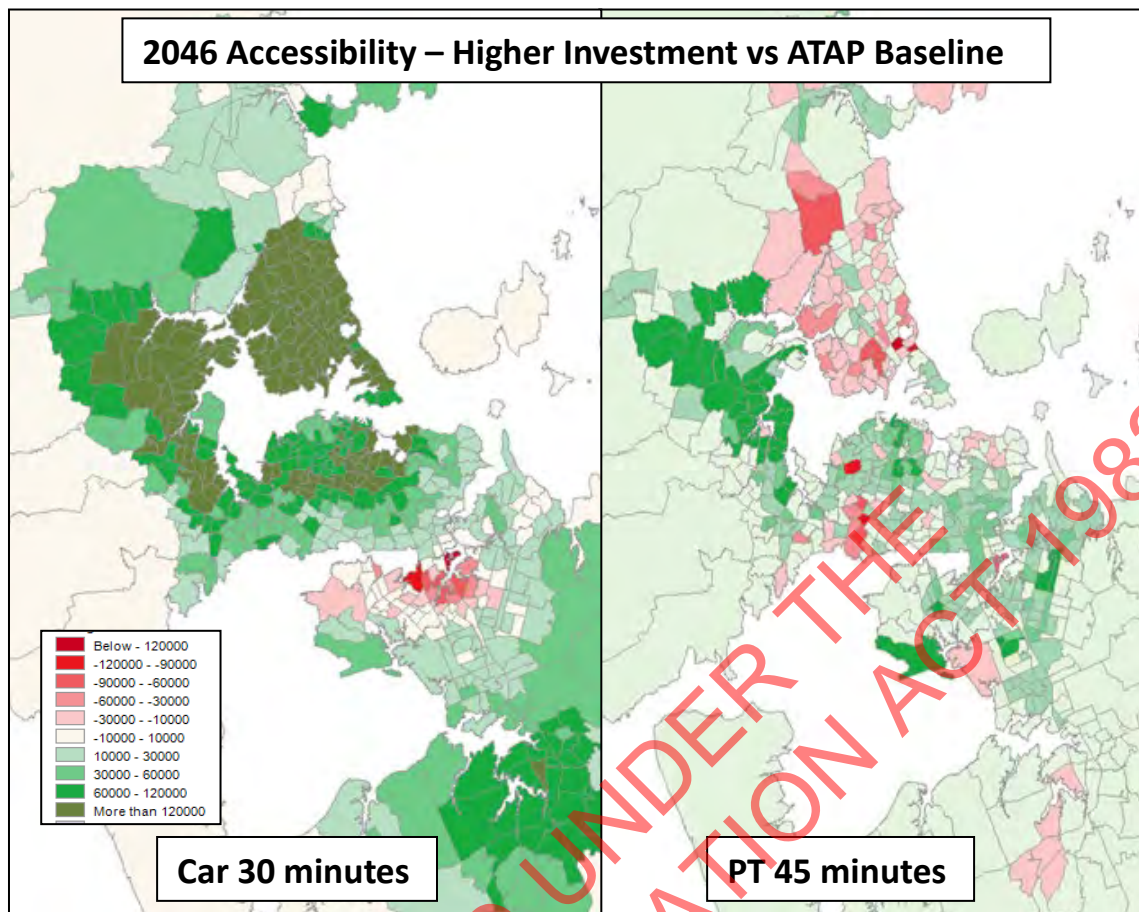 2046 Accessibility – Higher Investment vs ATAP Baseline
Below - 120000
-120000 - -90000
-90000 - -60000
-60000 - -30000
-30000 - -10000
-10000 - 10000
10000 - 30000
30000 - 60000
60000 - 120000
More than 120000
Car 30 minutes
PT 45 minutes
UNDER THE
ACT 198